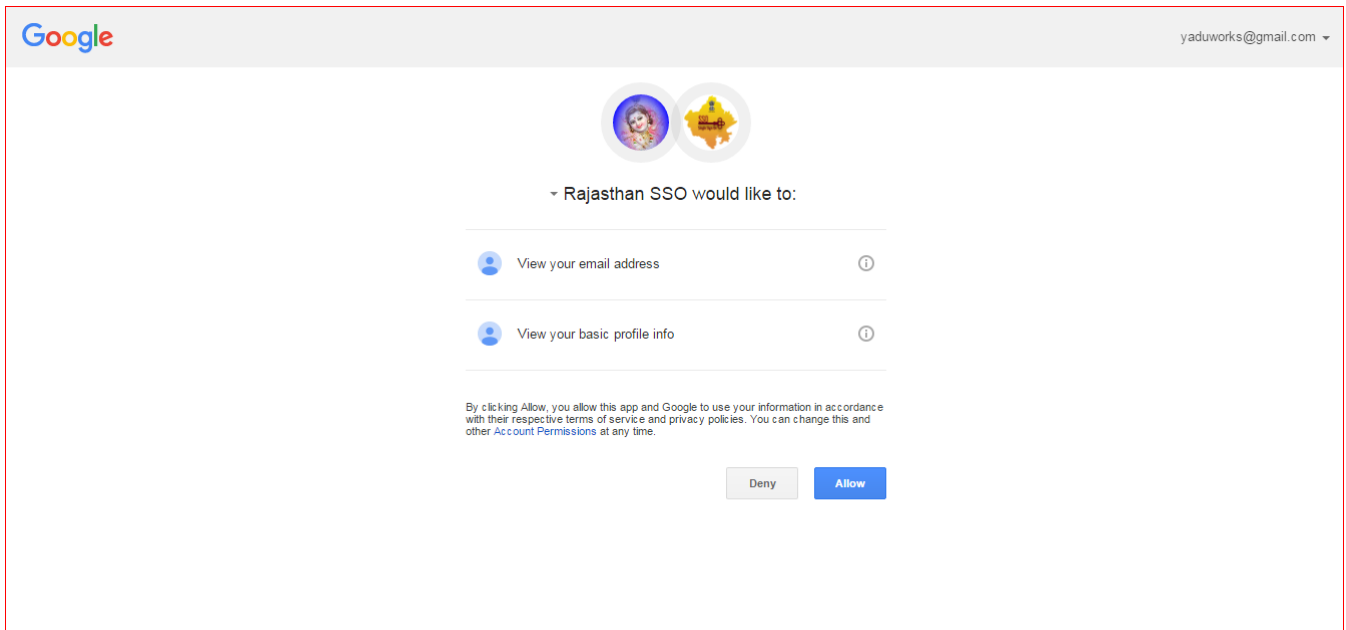 Google
yaduworks@gmail.com
SSO
Rajasthan SSO would like to:
View your email address
View your basic profile info
By clicking Allow, you allow this app and Google to use your information in accordance
with their respective terms of service and privacy policies. You can change this and
other Account Permissions at any time.
Deny Allow